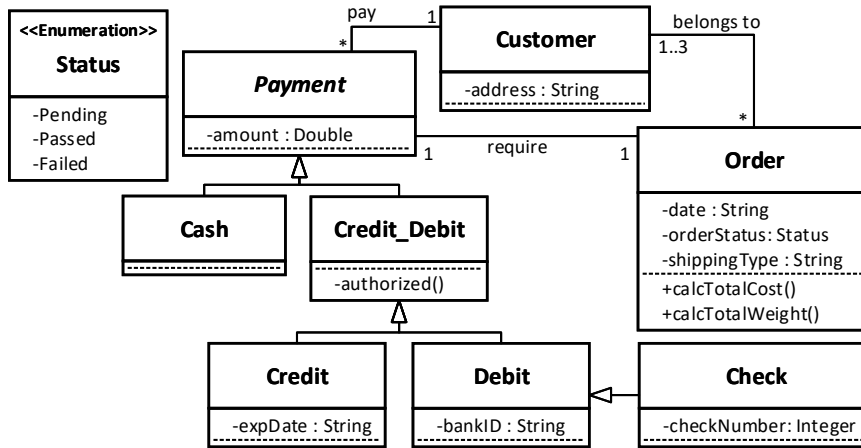 <<Enumeration>>
Status
-Pending
-Passed
-Failed
pay
1
*
Customer
-address : String
belongs to
1..3
*
Payment
-amount : Double
1
require
1
Order
-date : String
-orderStatus: Status
-shippingType : String
+calcTotalCost()
+calcTotalWeight()
Cash
Credit_Debit
-authorized()
Credit
-expDate : String
Debit
-bankID : String
Check
-checkNumber: Integer